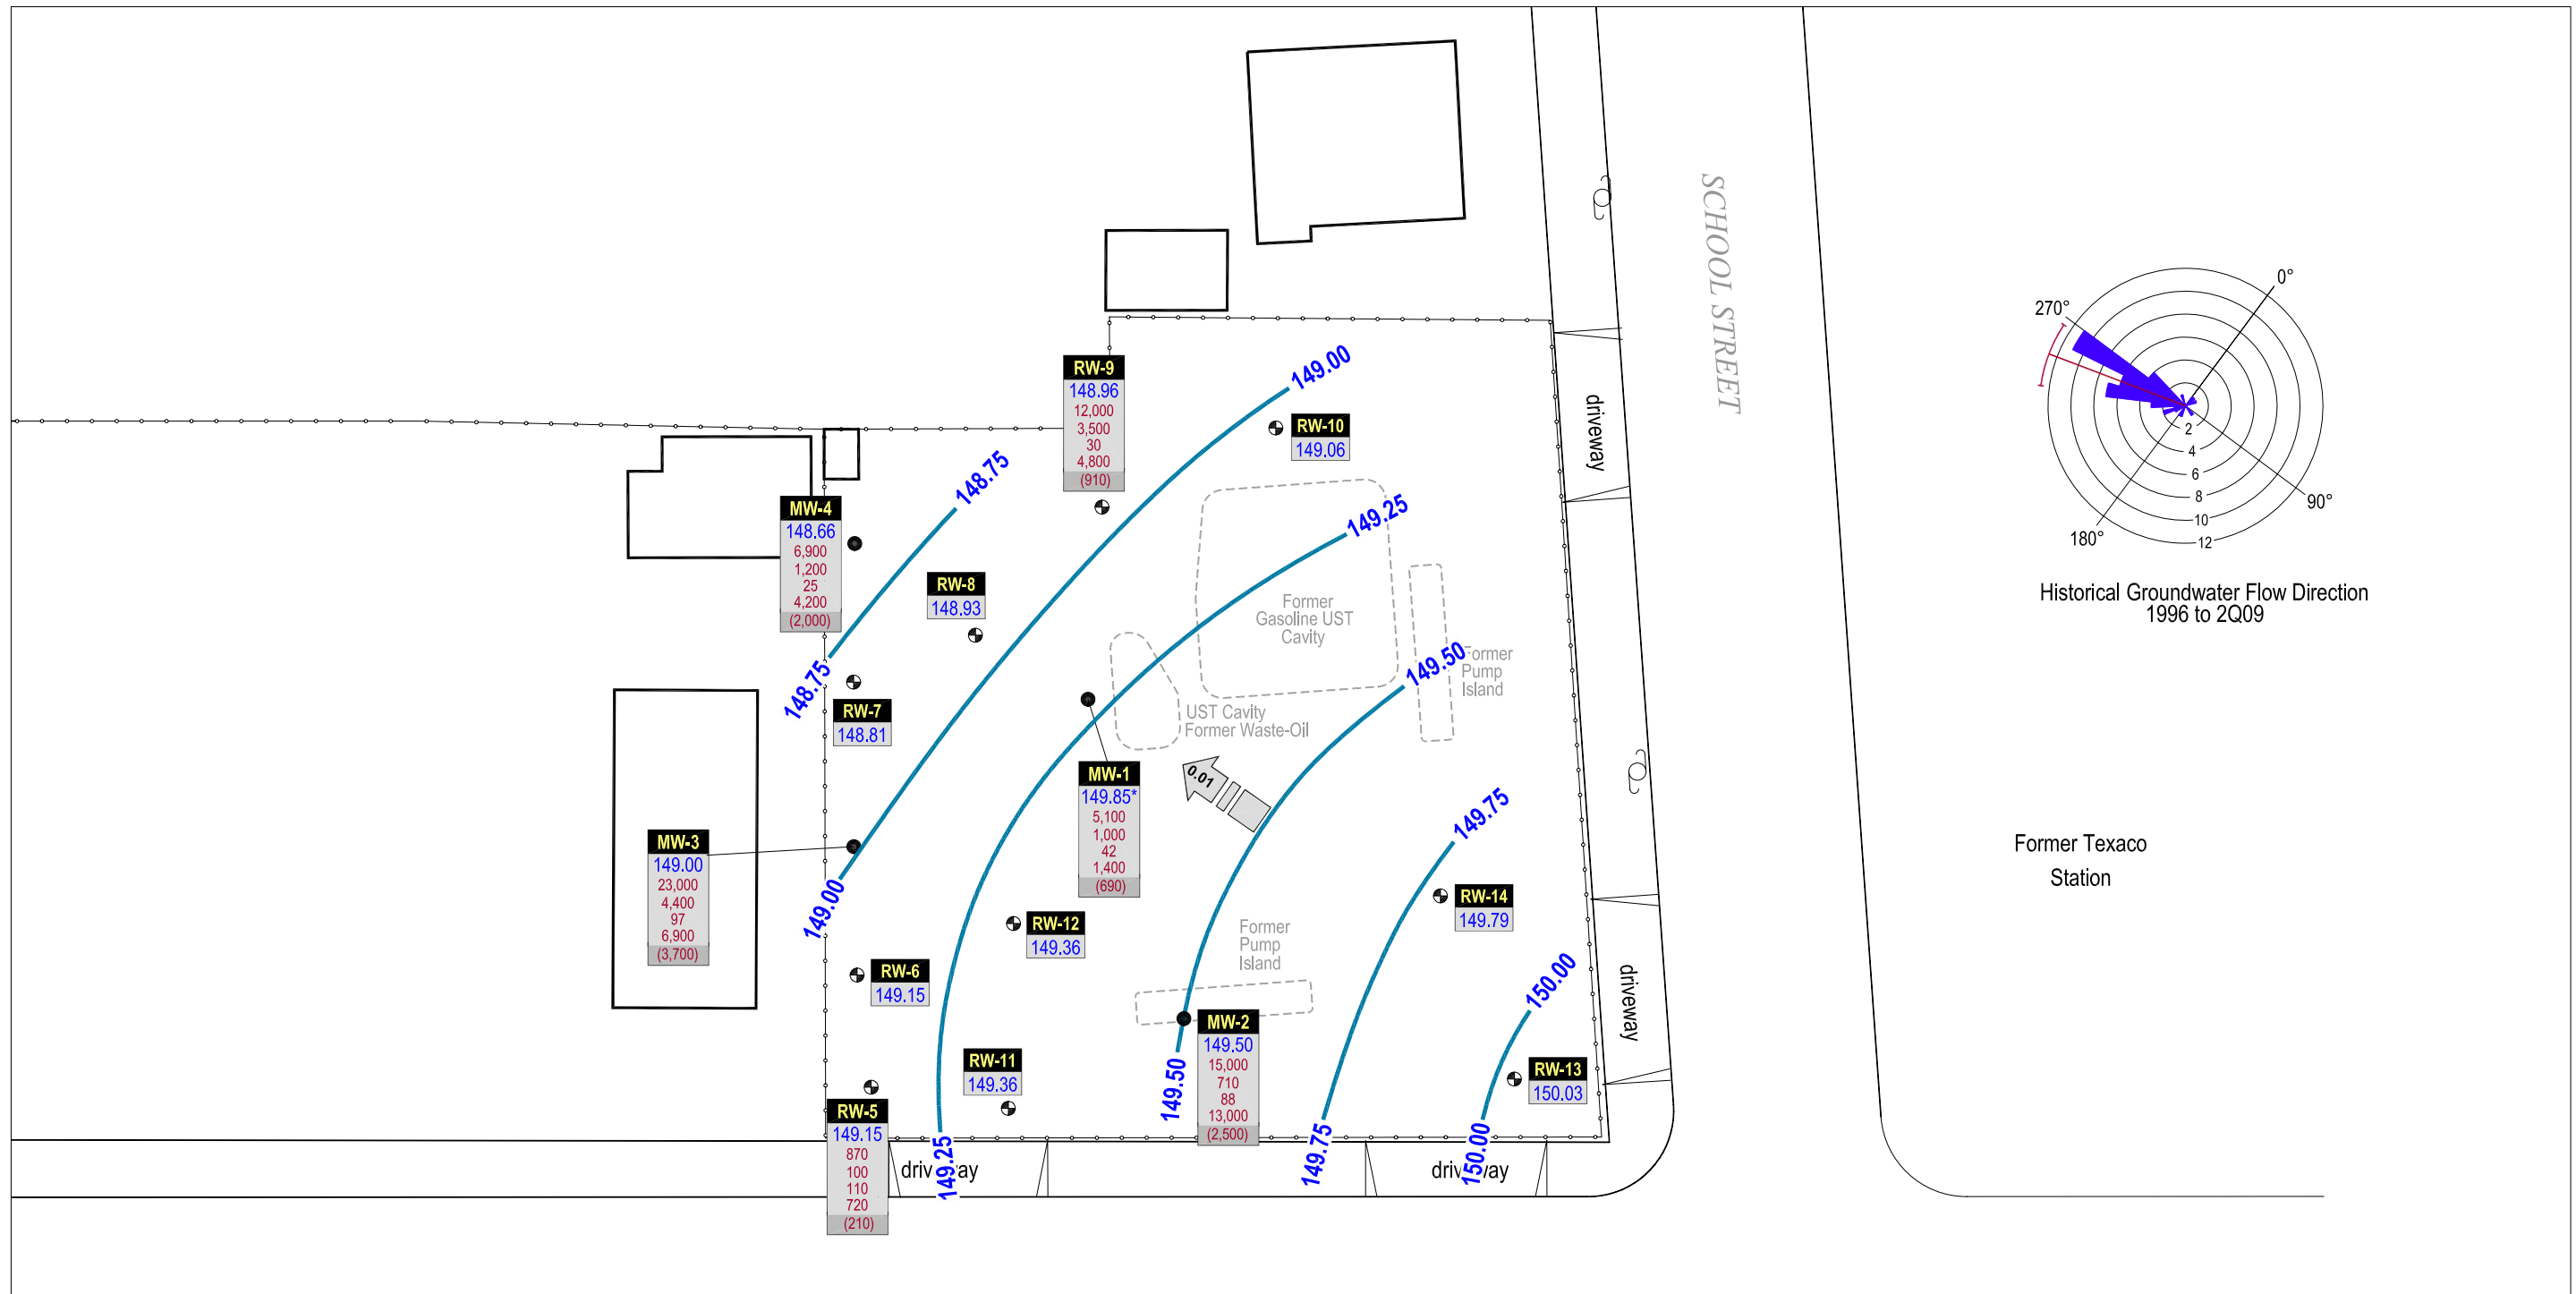 SCHOOL STREET
0°
270°
90°
180°
2
4
6
8
10
12
Historical Groundwater Flow Direction
1996 to 2Q09
149.00
RW-9
148.96
12,000
3,500
30
4,800
(910)
RW-10
149.06
driveway
148.75
MW-4
148.66
6,900
1,200
25
4,200
(2,000)
149.25
RW-8
148.93
Former
Gasoline UST
Cavity
148.75
149.50
Former
Pump
Island
RW-7
148.81
UST Cavity
Former Waste-Oil
MW-1
149.85*
5,100
1,000
42
1,400
(690)
0.01
149.75
MW-3
149.00
23,000
4,400
97
6,900
(3,700)
149.00
Former Texaco
Station
RW-14
149.79
RW-12
149.36
Former
Pump
Island
RW-6
149.15
150.00
driveway
MW-2
149.50
15,000
710
88
13,000
(2,500)
RW-11
149.36
149.50
RW-13
150.03
RW-5
149.15
870
100
110
720
(210)
driveway
149.25
149.75
driveway
150.00